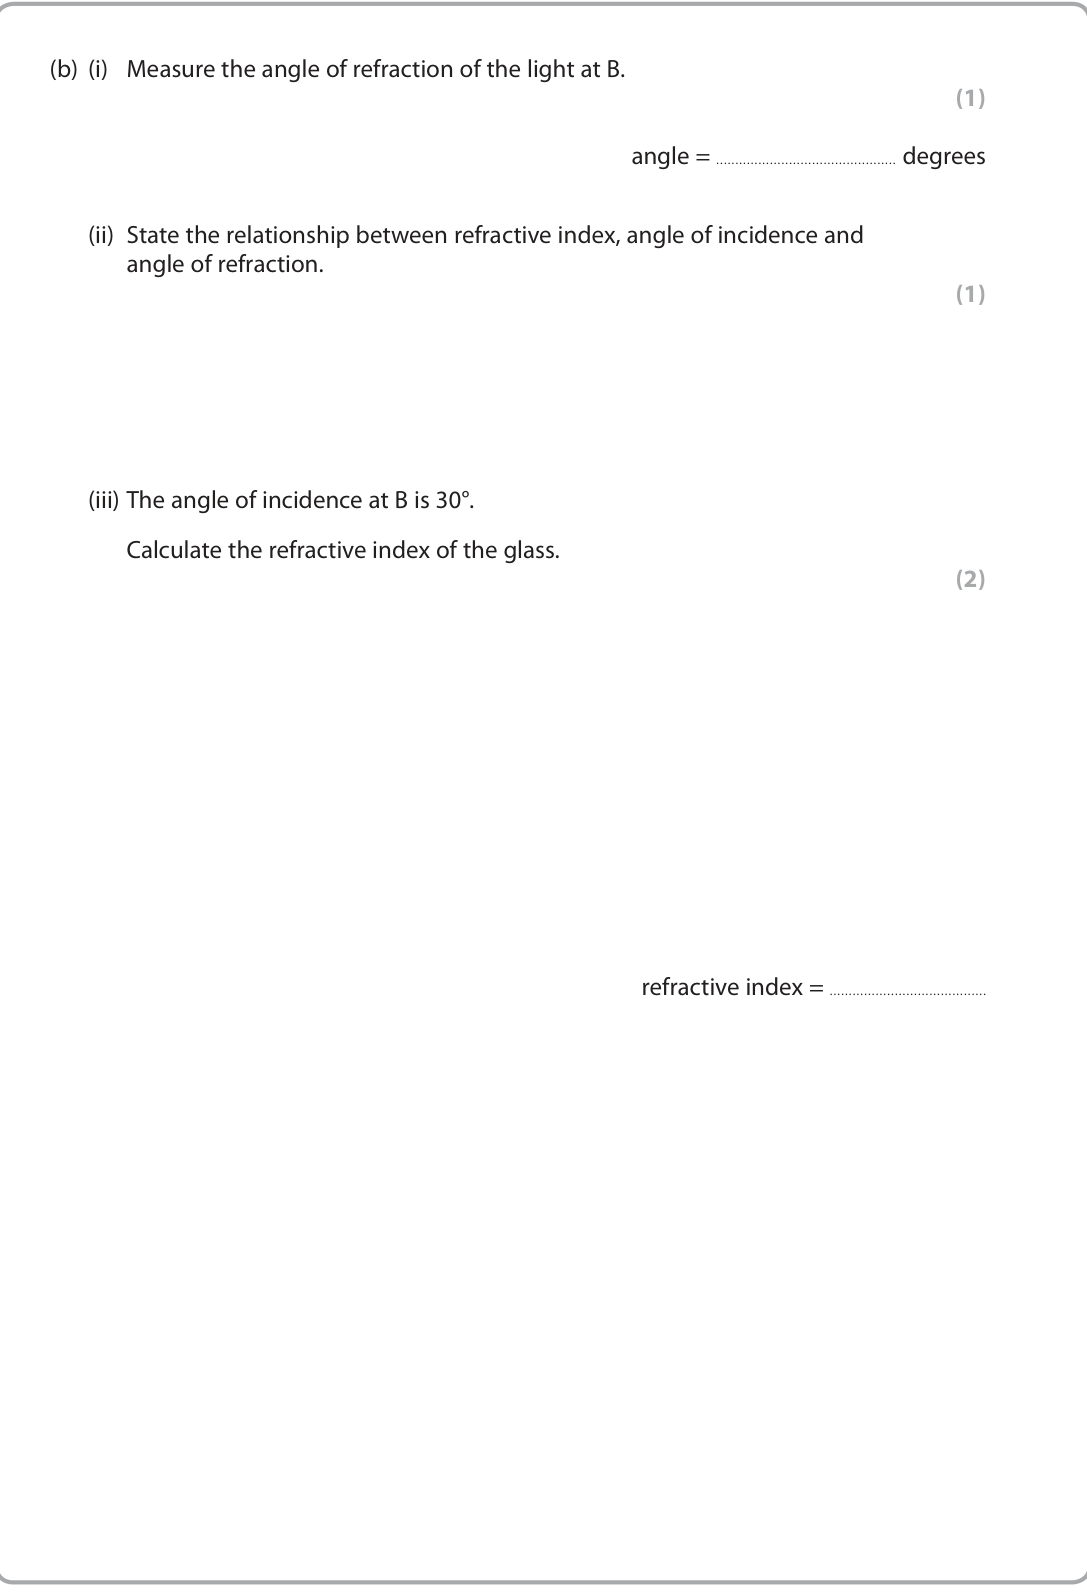 (b) (i) Measure the angle of refraction of the light at B.
(1)
angle = .............................................. degrees
(ii) State the relationship between refractive index, angle of incidence and
angle of refraction.
(1)
(iii) The angle of incidence at B is 30°.
Calculate the refractive index of the glass.
(2)
refractive index = ........................................